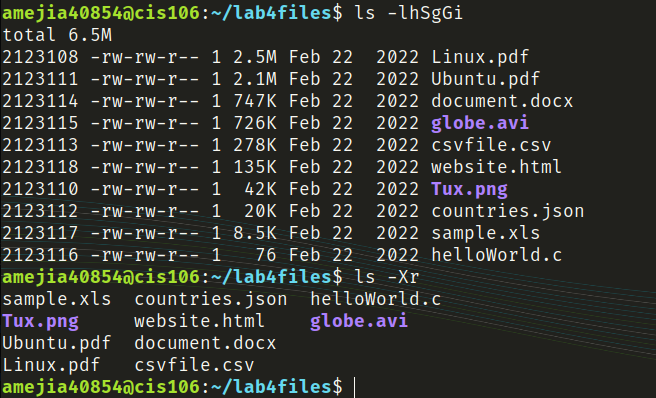 amejia40854@cis106:~/lab4files$ ls -lhSgGi
total 6.5M
2123108 -rw-rw-r-- 1 2.5M Feb 22  2022 Linux.pdf
2123111 -rw-rw-r-- 1 2.1M Feb 22  2022 Ubuntu.pdf
2123114 -rw-rw-r-- 1 747K Feb 22  2022 document.docx
2123115 -rw-rw-r-- 1 726K Feb 22  2022 globe.avi
2123113 -rw-rw-r-- 1 278K Feb 22  2022 csvfile.csv
2123118 -rw-rw-r-- 1 135K Feb 22  2022 website.html
2123110 -rw-rw-r-- 1  42K Feb 22  2022 Tux.png
2123112 -rw-rw-r-- 1  20K Feb 22  2022 countries.json
2123117 -rw-rw-r-- 1 8.5K Feb 22  2022 sample.xls
2123116 -rw-rw-r-- 1   76 Feb 22  2022 helloWorld.c
amejia40854@cis106:~/lab4files$ ls -Xr
sample.xls  countries.json  helloWorld.c
Tux.png     website.html    globe.avi
Ubuntu.pdf  document.docx
Linux.pdf   csvfile.csv
amejia40854@cis106:~/lab4files$